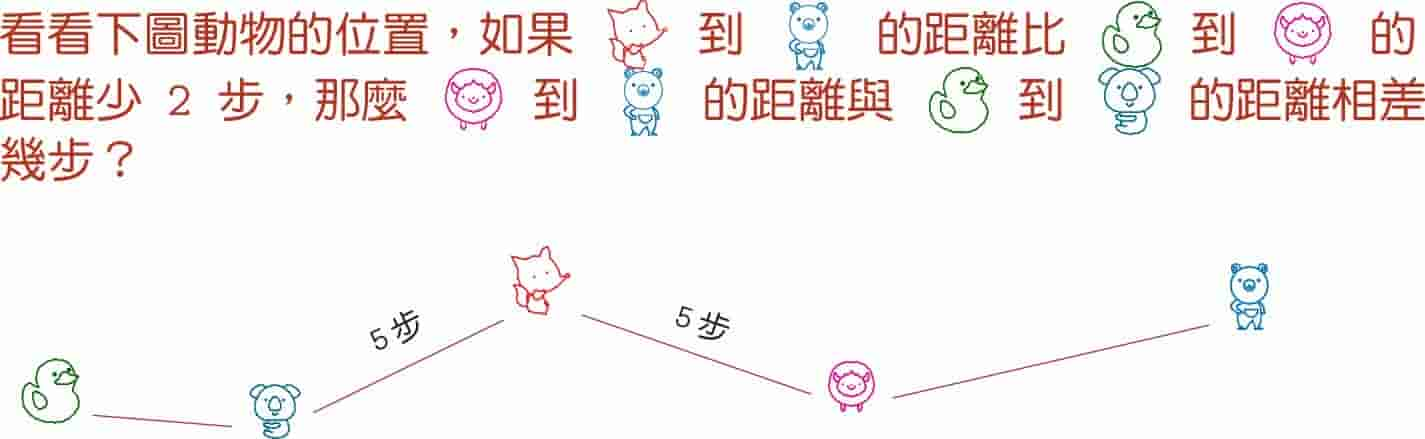 看看下圖動物的位置，如果 到 的距離比 到 的
距離少 2 步，那麼 到 的距離與 到 的距離相差
幾步？
5 步
5 步